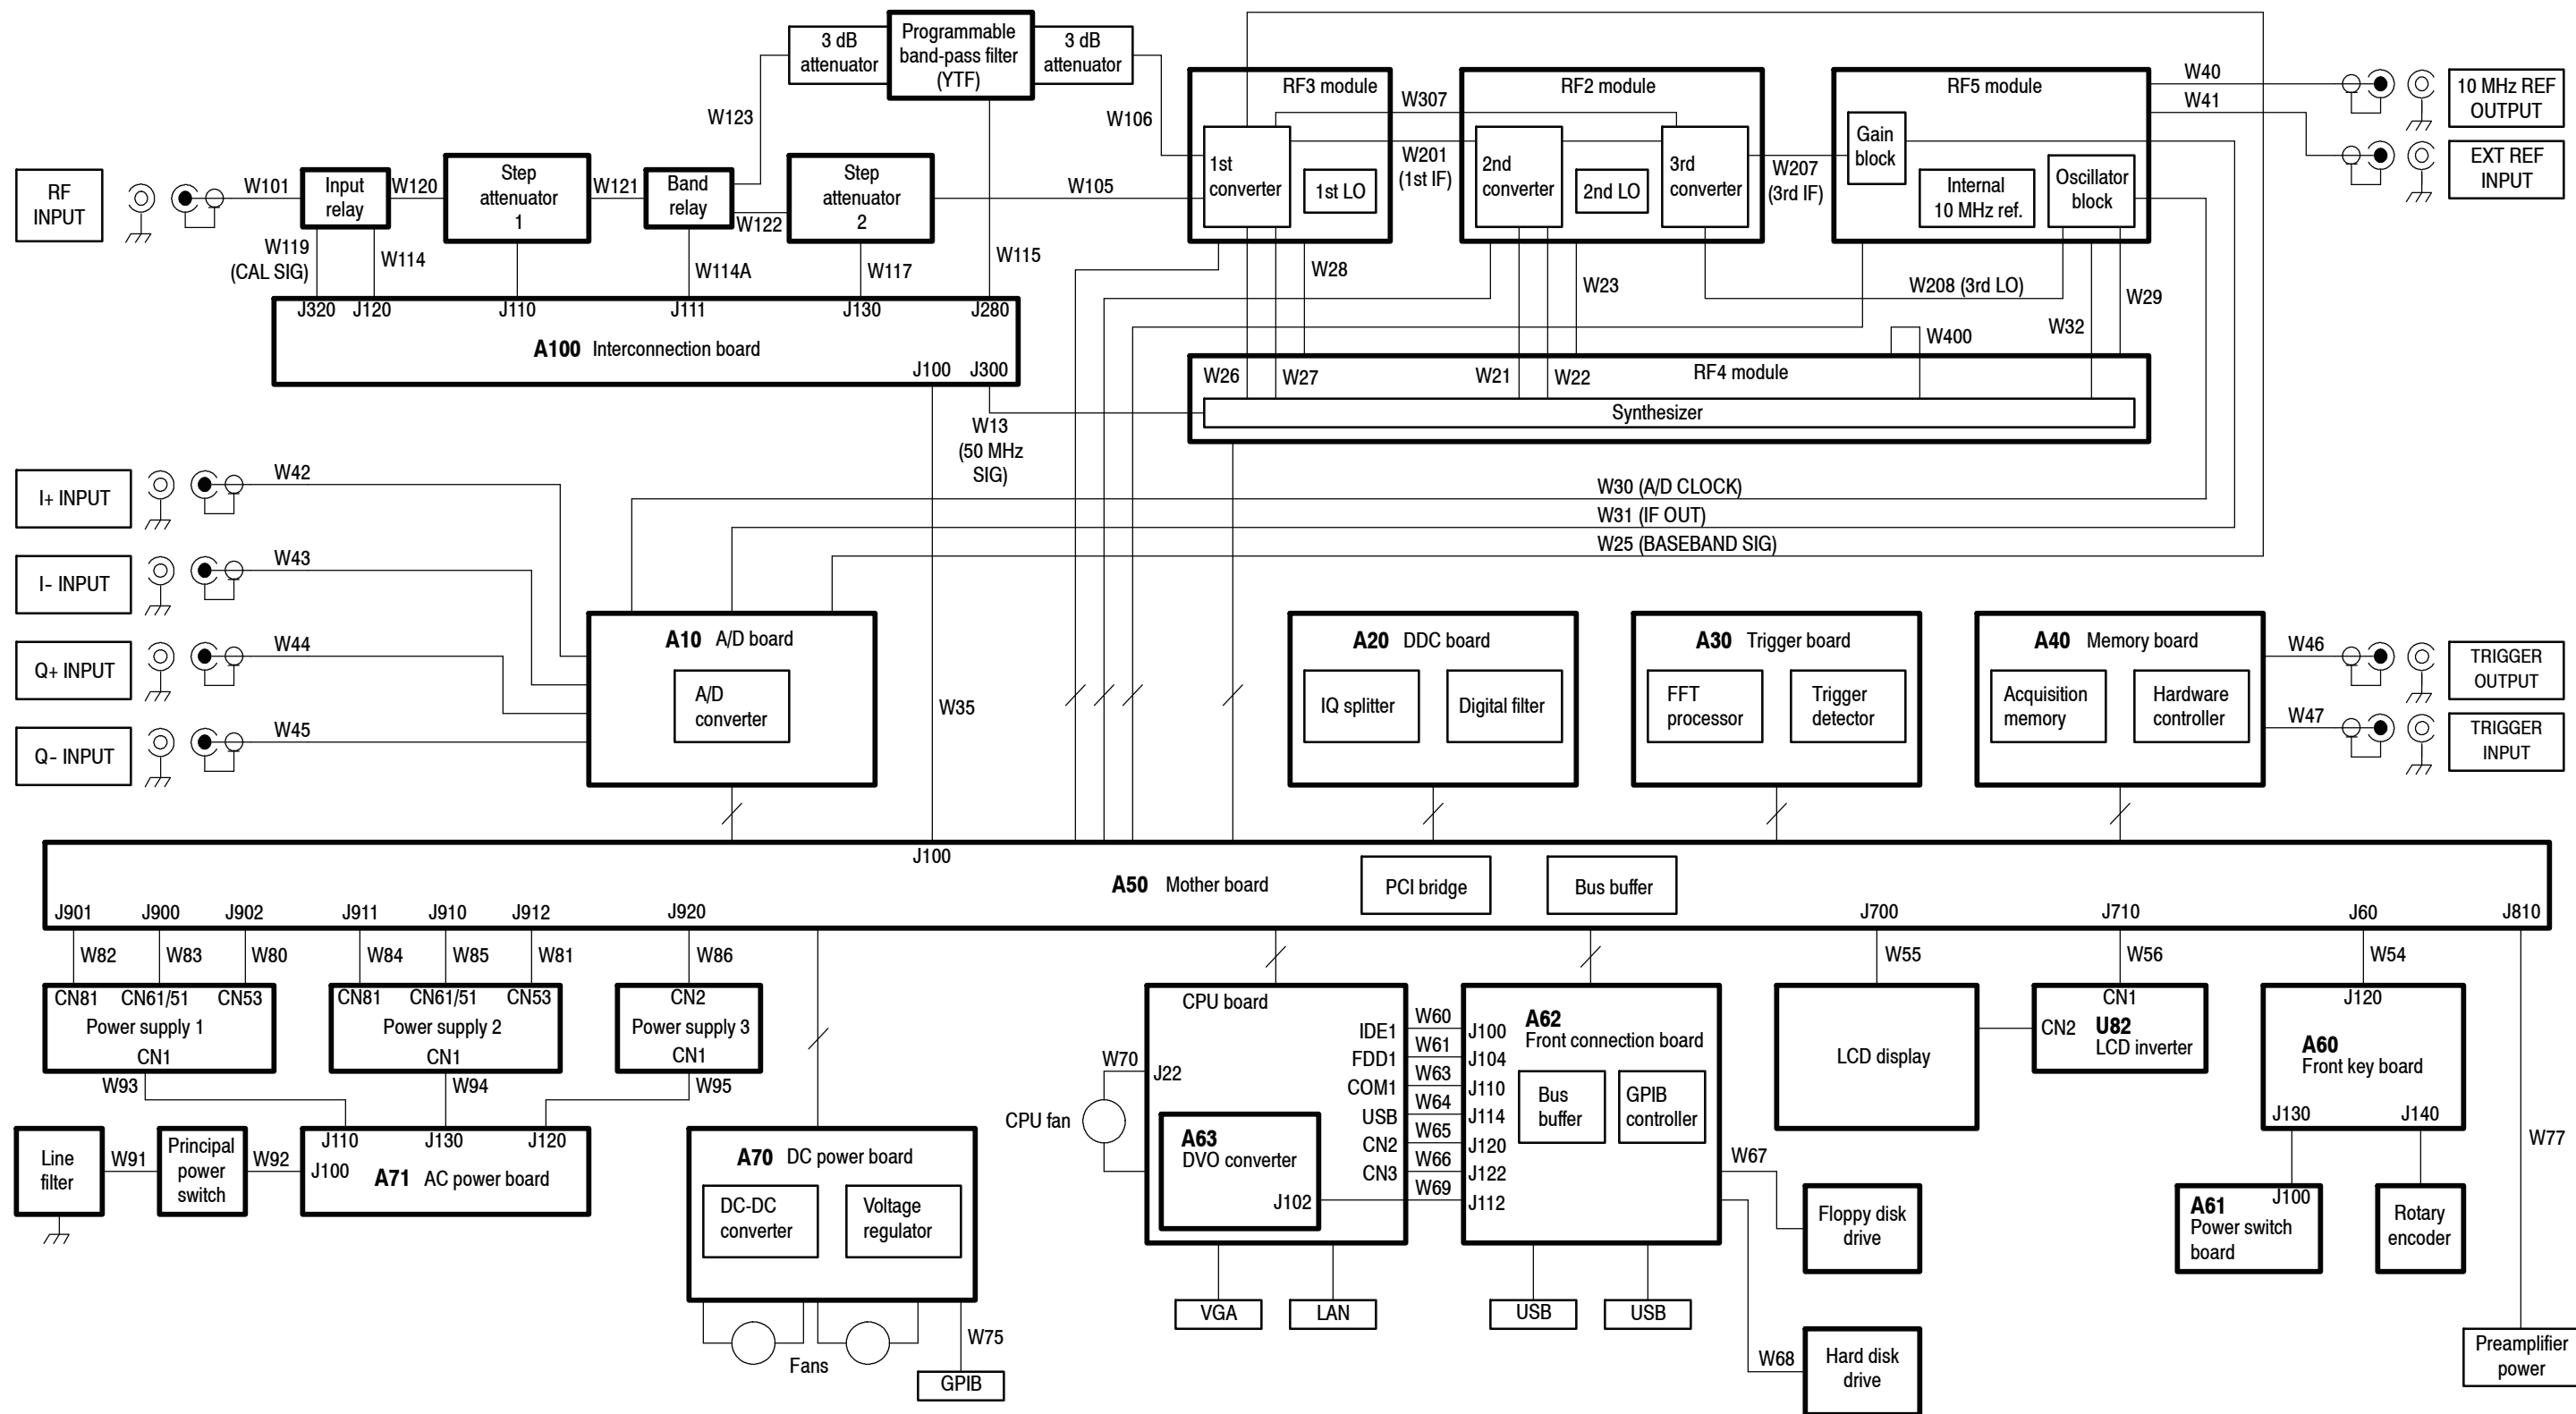 3 dB
attenuator
Programmable
band-pass filter
(YTF)
3 dB
attenuator
W123
W106
RF
INPUT
W101
Input
relay
W120
Step
attenuator
1
W121
Band
relay
W122
Step
attenuator
2
W105
W119
(CAL SIG)
W114
W114A
W117
W115
J320
J120
J110
J111
J130
J280
A100 Interconnection board
J100
J300
W13
(50 MHz
SIG)
RF3 module
1st
converter
1st LO
W307
W201
(1st IF)
RF2 module
2nd
converter
2nd LO
3rd
converter
W207
(3rd IF)
RF5 module
Gain
block
Internal
10 MHz ref.
Oscillator
block
W40
W41
10 MHz REF
OUTPUT
EXT REF
INPUT
W28
W23
W208 (3rd LO)
W29
W32
W400
W26
W27
W21
W22
RF4 module
Synthesizer
W30 (A/D CLOCK)
W31 (IF OUT)
W25 (BASEBAND SIG)
I+ INPUT
W42
I- INPUT
W43
Q+ INPUT
W44
Q- INPUT
W45
A10 A/D board
A/D
converter
W35
A20 DDC board
IQ splitter
Digital filter
A30 Trigger board
FFT
processor
Trigger
detector
A40 Memory board
Acquisition
memory
Hardware
controller
W46
W47
TRIGGER
OUTPUT
TRIGGER
INPUT
J100
A50 Mother board
PCI bridge
Bus buffer
J901
J900
J902
J911
J910
J912
J920
J700
J710
J60
J810
W82
W83
W80
W84
W85
W81
W86
W55
W56
W54
W77
CN81
CN61/51
CN53
Power supply 1
CN1
CN81
CN61/51
CN53
Power supply 2
CN1
CN2
Power supply 3
CN1
W93
W94
W95
Line
filter
W91
Principal
power
switch
W92
J110
J130
J120
J100
A71 AC power board
A70 DC power board
DC-DC
converter
Voltage
regulator
Fans
W75
GPIB
CPU board
W70
J22
CPU fan
IDE1
FDD1
COM1
USB
CN2
CN3
A63
DVO converter
J102
W60
W61
W63
W64
W65
W66
W69
J100
J104
J110
J114
J120
J122
J112
A62
Front connection board
Bus
buffer
GPIB
controller
VGA
LAN
USB
USB
W67
W68
Floppy disk
drive
Hard disk
drive
LCD display
CN1
CN2
U82
LCD inverter
J120
A60
Front key board
J130
J140
J100
A61
Power switch
board
Rotary
encoder
Preamplifier
power